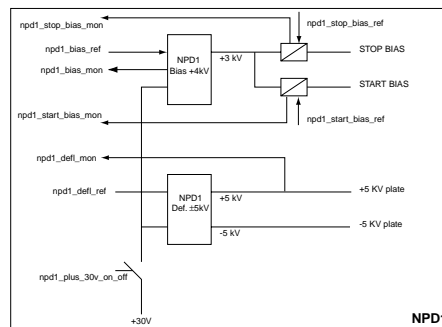 npd1_stop_bias_mon
npd1_stop_bias_ref
npd1_bias_ref
NPD1
Bias +4kV
+3 kV
STOP BIAS
npd1_bias_mon
START BIAS
npd1_start_bias_mon
npd1_start_bias_ref
npd1_defl_mon
npd1_defl_ref
NPD1
Def. ±5kV
+5 kV
+5 KV plate
-5 kV
-5 KV plate
npd1_plus_30v_on_off
+30V
NPD1